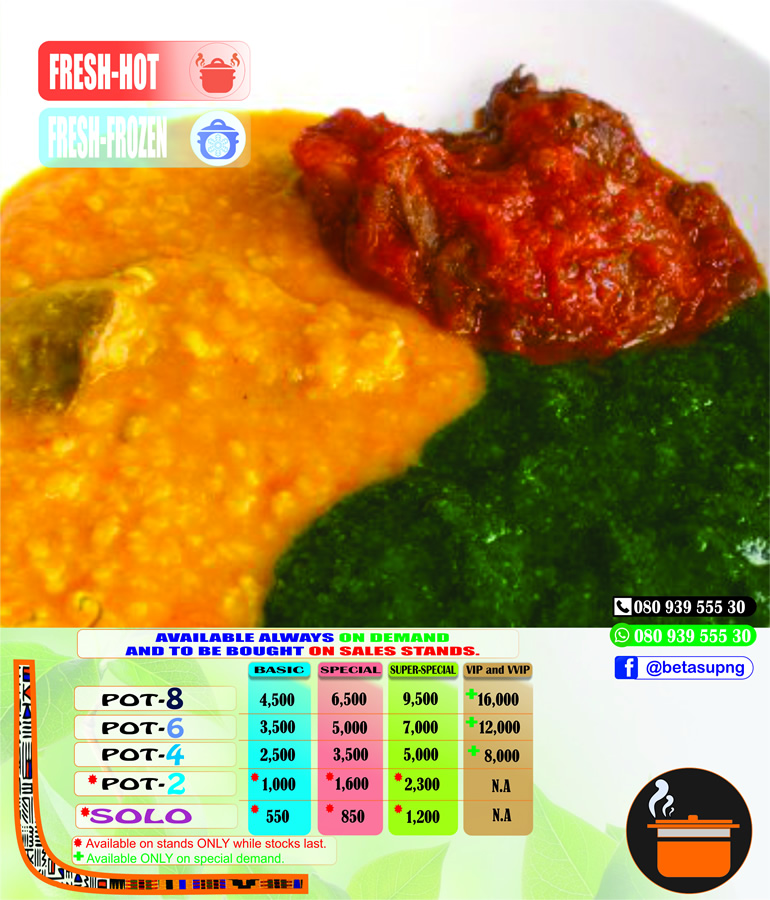 FRESH-HOT
FRESH-FROZEN
080 939 555 30
080 939 555 30
@betasupng
AVAILABLE ALWAYS ON DEMAND
AND TO BE BOUGHT ON SALES STANDS.
BASIC SPECIAL SUPER-SPECIAL VIP and VVIP
POT-8 4,500 6,500 9,500 +16,000
POT-6 3,500 5,000 7,000 +12,000
POT-4 2,500 3,500 5,000 +8,000
*POT-2 *1,000 *1,600 *2,300 N.A
*SOLO *550 *850 *1,200 N.A
* Available on stands ONLY while stocks last.
+ Available ONLY on special demand.